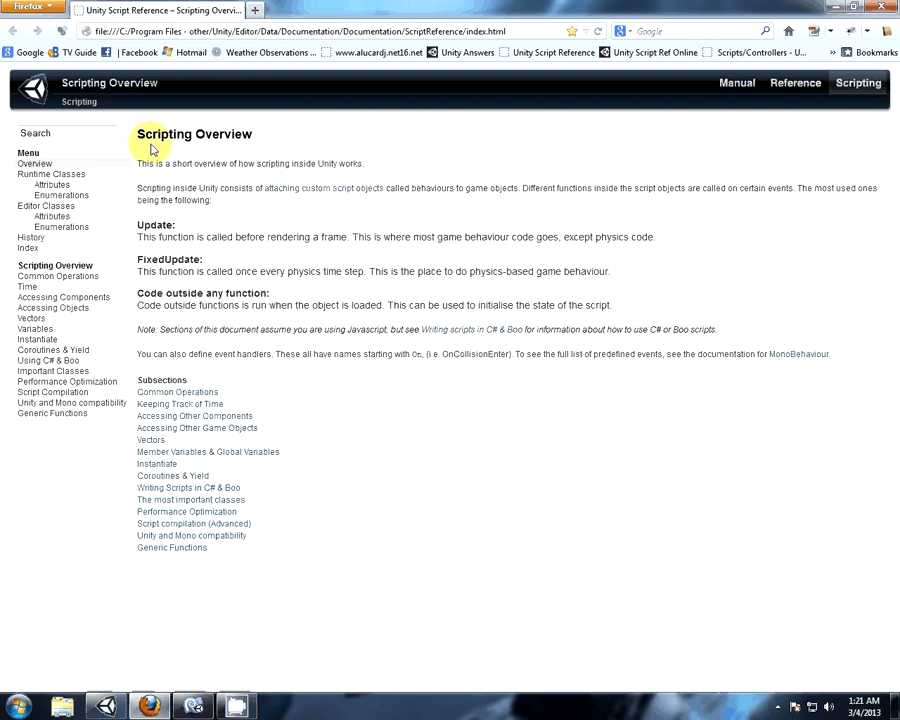 Firefox
Unity Script Reference – Scripting Overvi...
file:///C:/Program Files - other/Unity/Editor/Data/Documentation/Documentation/ScriptReference/index.html
Google
Google
TV Guide
| Facebook
Hotmail
Weather Observations ...
www.alucardj.net16.net
Unity Answers
Unity Script Reference
Unity Script Ref Online
Scripts/Controllers - U...
Bookmarks
Scripting Overview
Scripting
Manual
Reference
Scripting
Search
Menu
Overview
Runtime Classes
Attributes
Enumerations
Editor Classes
Attributes
Enumerations
History
Index
Scripting Overview
Common Operations
Time
Accessing Components
Accessing Objects
Vectors
Variables
Instantiate
Coroutines & Yield
Using C# & Boo
Important Classes
Performance Optimization
Script Compilation
Unity and Mono compatibility
Generic Functions
Scripting Overview
This is a short overview of how scripting inside Unity works.
Scripting inside Unity consists of attaching custom script objects called behaviours to game objects. Different functions inside the script objects are called on certain events. The most used ones
being the following:
Update:
This function is called before rendering a frame. This is where most game behaviour code goes, except physics code.
FixedUpdate:
This function is called once every physics time step. This is the place to do physics-based game behaviour.
Code outside any function:
Code outside functions is run when the object is loaded. This can be used to initialise the state of the script.
Note: Sections of this document assume you are using Javascript, but see Writing scripts in C# & Boo for information about how to use C# or Boo scripts.
You can also define event handlers. These all have names starting with On, (i.e. OnCollisionEnter). To see the full list of predefined events, see the documentation for MonoBehaviour.
Subsections
Common Operations
Keeping Track of Time
Accessing Other Components
Accessing Other Game Objects
Vectors
Member Variables & Global Variables
Instantiate
Coroutines & Yield
Writing Scripts in C# & Boo
The most important classes
Performance Optimization
Script compilation (Advanced)
Unity and Mono compatibility
Generic Functions
1:21 AM
3/4/2013